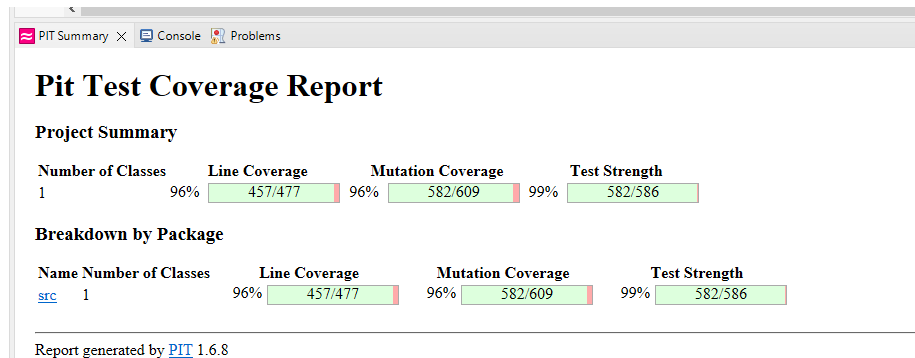 PIT Summary Console Problems
Pit Test Coverage Report
Project Summary
Number of Classes Line Coverage Mutation Coverage Test Strength
1 96% 457/477 96% 582/609 99% 582/586
Breakdown by Package
Name Number of Classes Line Coverage Mutation Coverage Test Strength
src 1 96% 457/477 96% 582/609 99% 582/586
Report generated by PIT 1.6.8